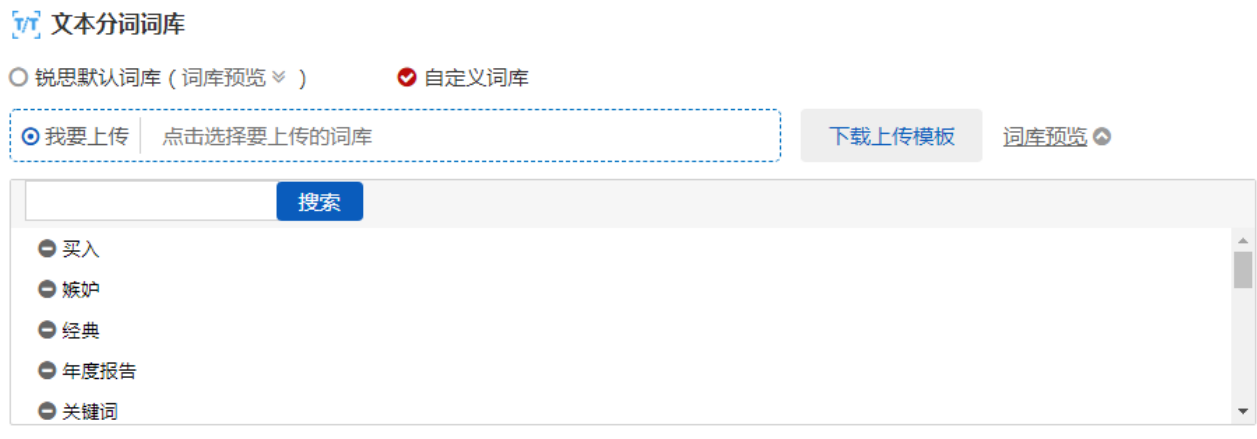 T/T 文本分词词库
锐思默认词库 ( 词库预览 ) 自定义词库
我要上传 点击选择要上传的词库 下载上传模板 词库预览
搜索
买入
嫉妒
经典
年度报告
关键词